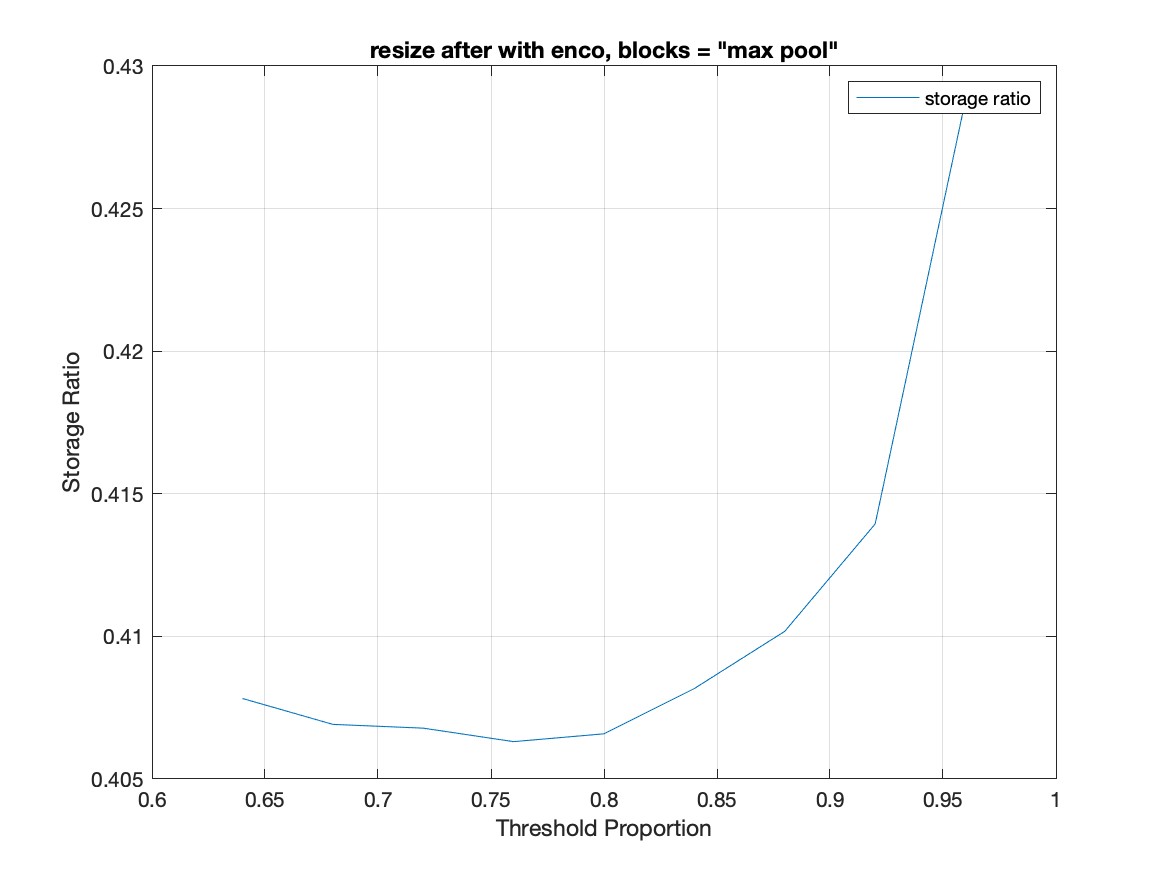 resize after with enco, blocks = "max pool"
storage ratio
Storage Ratio
0.43
0.425
0.42
0.415
0.41
0.405
0.6 0.65 0.7 0.75 0.8 0.85 0.9 0.95 1
Threshold Proportion